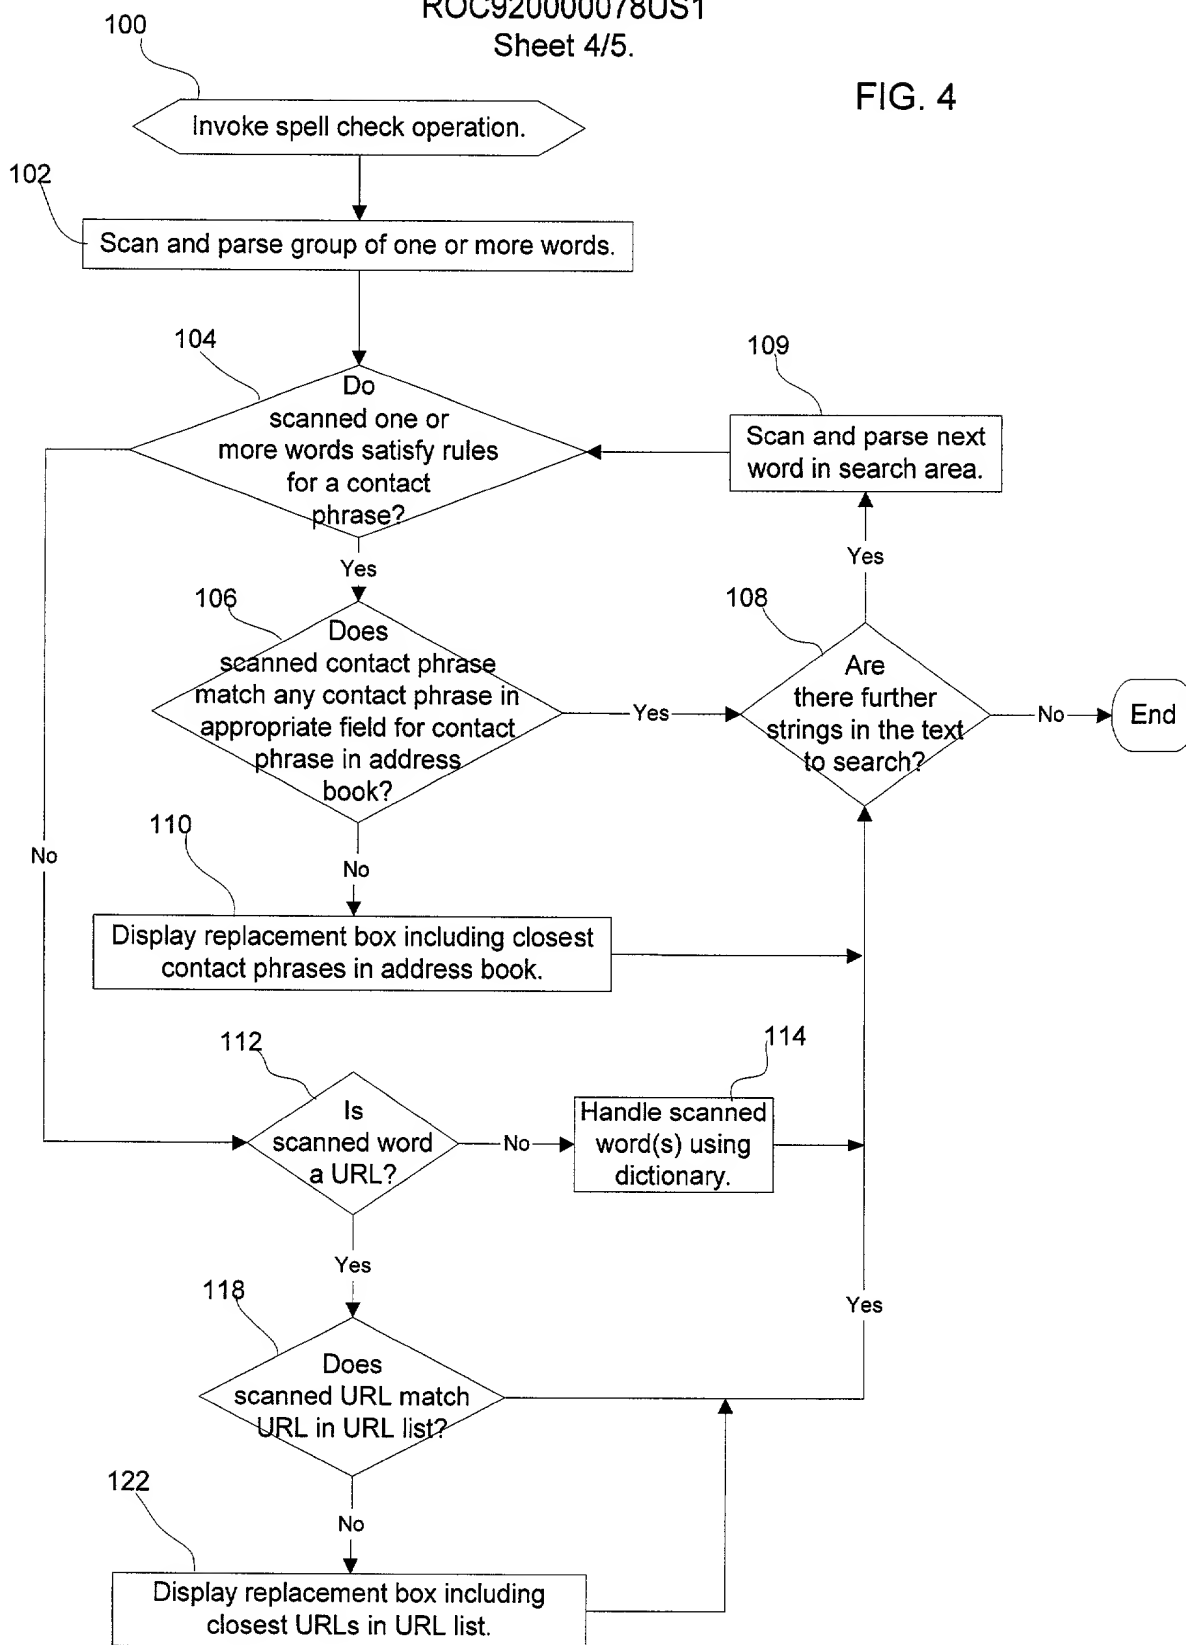 ROC920000078US1
Sheet 4/5.
FIG. 4
100
Invoke spell check operation.
102
Scan and parse group of one or more words.
104
Do
scanned one or
more words satisfy rules
for a contact
phrase?
109
Scan and parse next
word in search area.
Yes
Yes
106
Does
scanned contact phrase
match any contact phrase in
appropriate field for contact
phrase in address
book?
Yes
108
Are
there further
strings in the text
to search?
No
End
No
No
110
Display replacement box including closest
contact phrases in address book.
112
Is
scanned word
a URL?
No
114
Handle scanned
word(s) using
dictionary.
Yes
Yes
118
Does
scanned URL match
URL in URL list?
No
122
Display replacement box including
closest URLs in URL list.